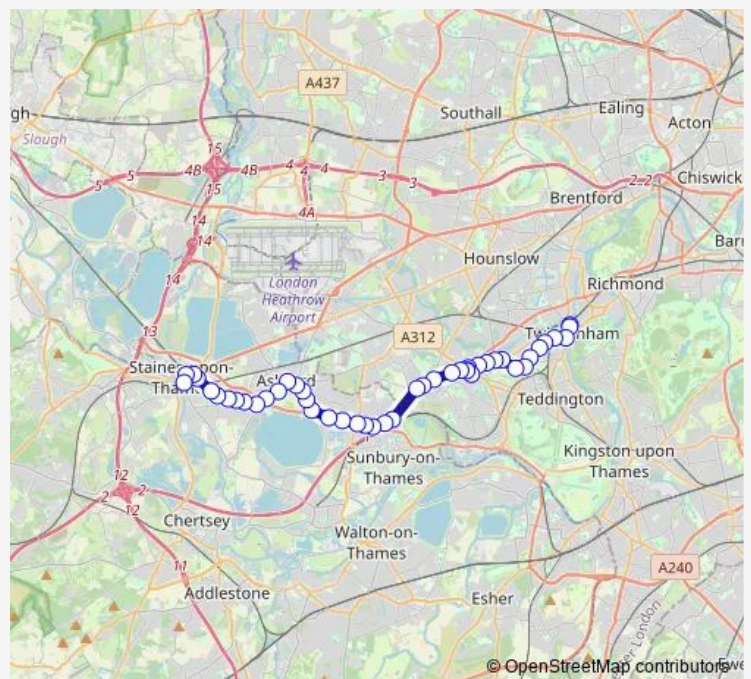 A437
Southall
Ealing
Acton
gh
Slough
15
4B
4B
4
4
4
3
3
2
2
Chiswick
5
5
15
4A
Brentford
14
14
Hounslow
Bar
14
London
Heathrow
Airport
Richmond
13
A312
Twickenham
Staines-upon-
Thames
Ashford
Teddington
Sunbury-on-
Thames
Kingston upon
Thames
12
2
2
12
Chertsey
Walton-on-
Thames
11
Addlestone
A240
Esher
er London
© OpenStreetMap contributors